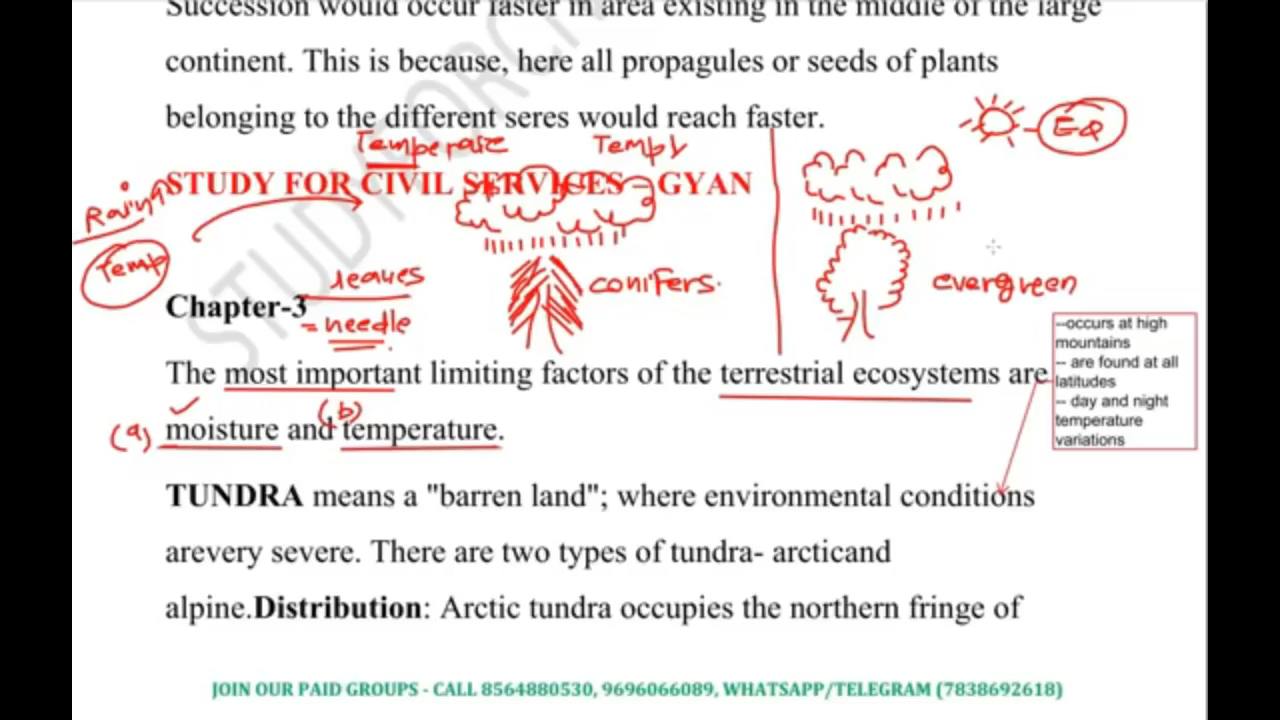 Succession would occur faster in area existing in the middle of the large
continent. This is because, here all propagules or seeds of plants
belonging to the different seres would reach faster.
EQ
Temperate
STUDY FOR CIVIL SERVICES – GYAN
Temp
leaves
conifers.
evergreen
Chapter-3
= needle
--occurs at high
mountains
-- are found at all
latitudes
-- day and night
temperature
variations
The most important limiting factors of the terrestrial ecosystems are
(a) (b)
moisture and temperature.
TUNDRA means a "barren land"; where environmental conditions
arevery severe. There are two types of tundra- arcticand
alpine.Distribution: Arctic tundra occupies the northern fringe of
JOIN OUR PAID GROUPS - CALL 8564880530, 9696066089, WHATSAPP/TELEGRAM (7838692618)